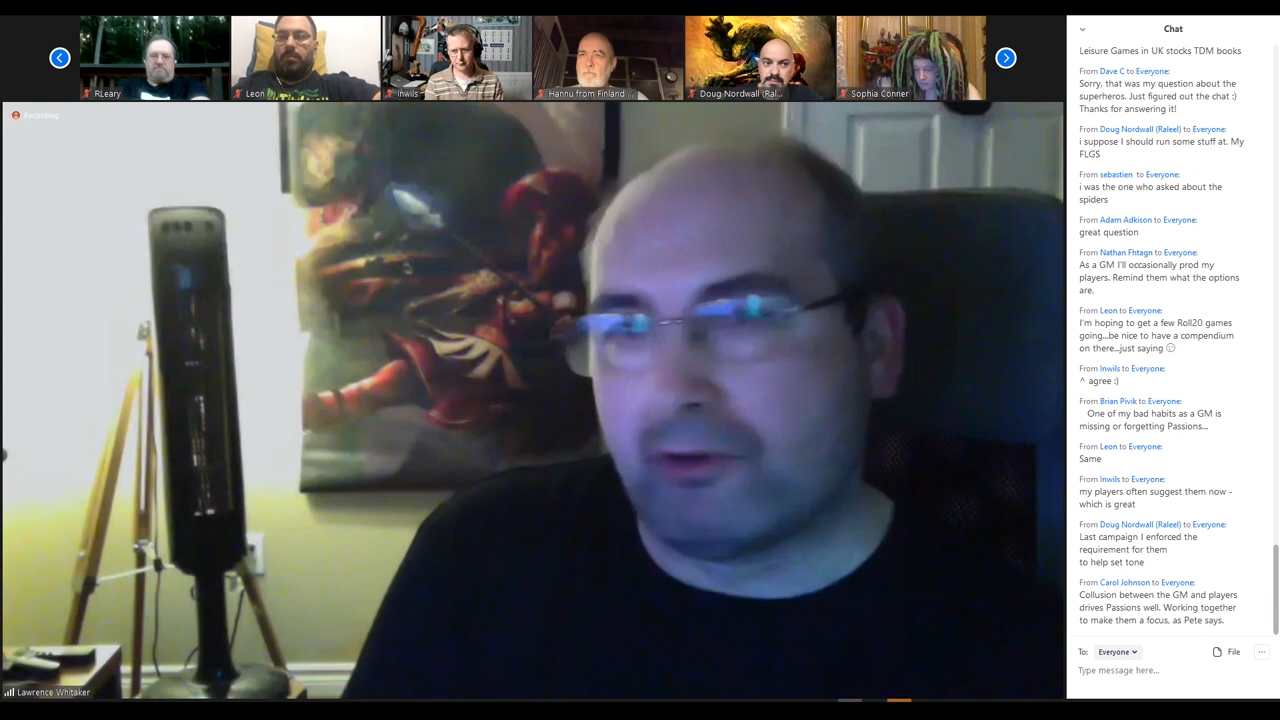 RLeary
Leon
Inwils
Hannu from Finland ...
Doug Nordwall (Ral...
Sophia Conner
Recording
Lawrence Whitaker
Chat
Leisure Games in UK stocks TDM books
From Dave C to Everyone:
Sorry, that was my question about the
superheros. Just figured out the chat :)
Thanks for answering it!
From Doug Nordwall (Raleel) to Everyone:
i suppose I should run some stuff at. My
FLGS
From sebastien to Everyone:
i was the one who asked about the
spiders
From Adam Adkison to Everyone:
great question
From Nathan Fhtagn to Everyone:
As a GM I'll occasionally prod my
players. Remind them what the options
are.
From Leon to Everyone:
I'm hoping to get a few Roll20 games
going...be nice to have a compendium
on there...just saying
From Inwils to Everyone:
^ agree :)
From Brian Pivik to Everyone:
One of my bad habits as a GM is
missing or forgetting Passions...
From Leon to Everyone:
Same
From Inwils to Everyone:
my players often suggest them now -
which is great
From Doug Nordwall (Raleel) to Everyone:
Last campaign I enforced the
requirement for them
to help set tone
From Carol Johnson to Everyone:
Collusion between the GM and players
drives Passions well. Working together
to make them a focus, as Pete says.
To: Everyone File ...
Type message here...